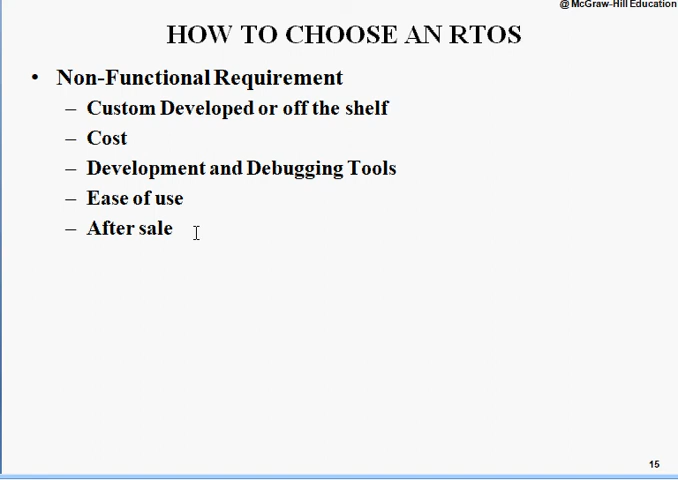 @ McGraw-Hill Education
HOW TO CHOOSE AN RTOS
• Non-Functional Requirement
– Custom Developed or off the shelf
– Cost
– Development and Debugging Tools
– Ease of use
– After sale
15